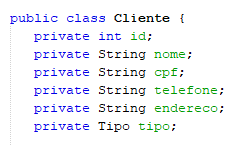 public class Cliente {
private int id;
private String nome;
private String cpf;
private String telefone;
private String endereco;
private Tipo tipo;